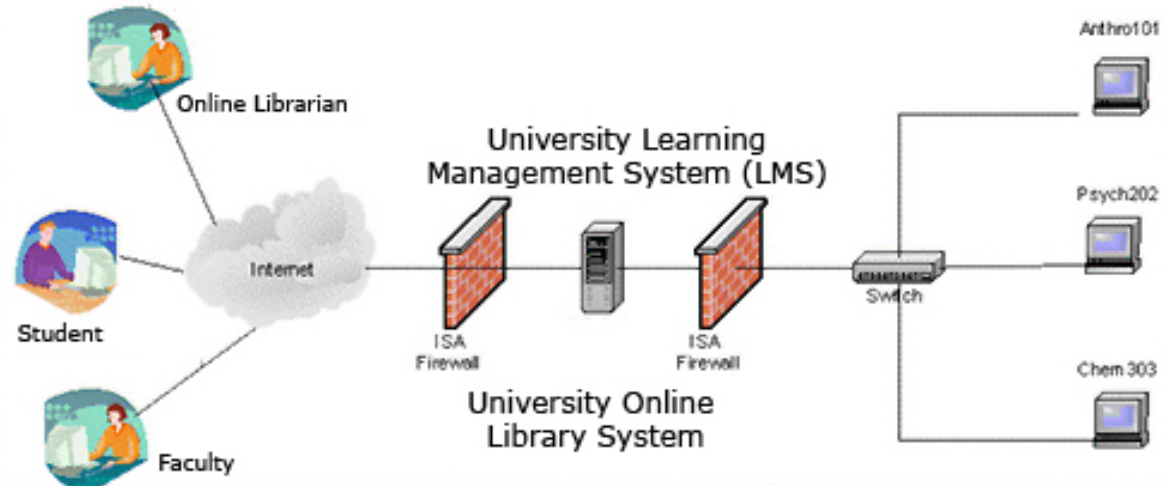 Anthro101
Online Librarian
University Learning
Management System (LMS)
Psych202
Internet
Switch
Student
ISA
Firewall
ISA
Firewall
Chem 303
University Online
Library System
Faculty